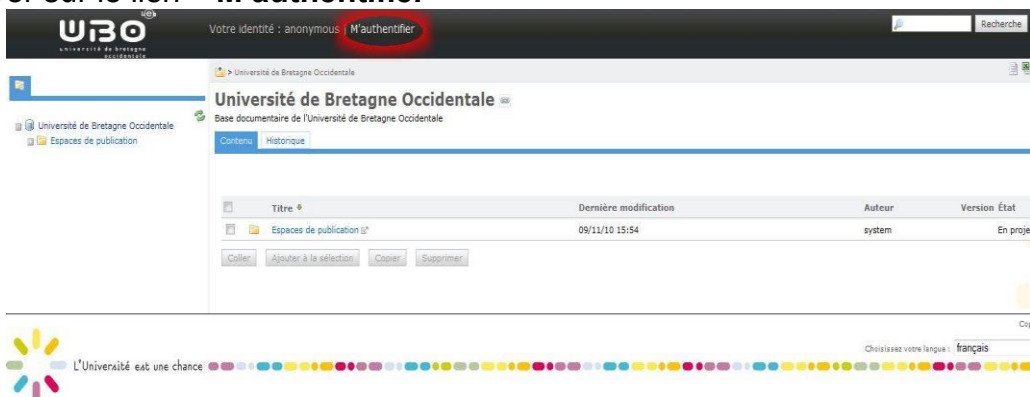 er sur le lien « M'authentifier
UBO
université de bretagne
occidentale
Votre identité : anonymous | M'authentifier
Recherche
> Université de Bretagne Occidentale
Université de Bretagne Occidentale
Base documentaire de l'Université de Bretagne Occidentale
Université de Bretagne Occidentale
Espaces de publication
Contenu Historique
Titre Dernière modification Auteur Version État
Espaces de publication 09/11/10 15:54 system En proje
Coller Ajouter à la sélection Copier Supprimer
Cop
Choisissez votre langue : français
L'Université est une chance